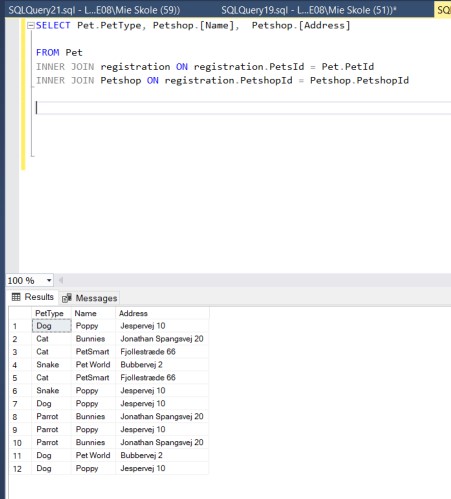 SQLQuery21.sql - L...E08\Mie Skole (59)) SQLQuery19.sql - L...E08\Mie Skole (51))* SQ
SELECT Pet.PetType, Petshop.[Name],  Petshop.[Address]
FROM Pet
INNER JOIN registration ON registration.PetsId = Pet.PetId
INNER JOIN Petshop ON registration.PetshopId = Petshop.PetshopId
100 %
Results Messages
PetType Name Address
1 Dog Poppy Jespervej 10
2 Cat Bunnies Jonathan Spangsvej 20
3 Cat PetSmart Fjollestræde 66
4 Snake Pet World Bubbervej 2
5 Cat PetSmart Fjollestræde 66
6 Snake Poppy Jespervej 10
7 Dog Poppy Jespervej 10
8 Parrot Bunnies Jonathan Spangsvej 20
9 Parrot Poppy Jespervej 10
10 Parrot Bunnies Jonathan Spangsvej 20
11 Dog Pet World Bubbervej 2
12 Dog Poppy Jespervej 10